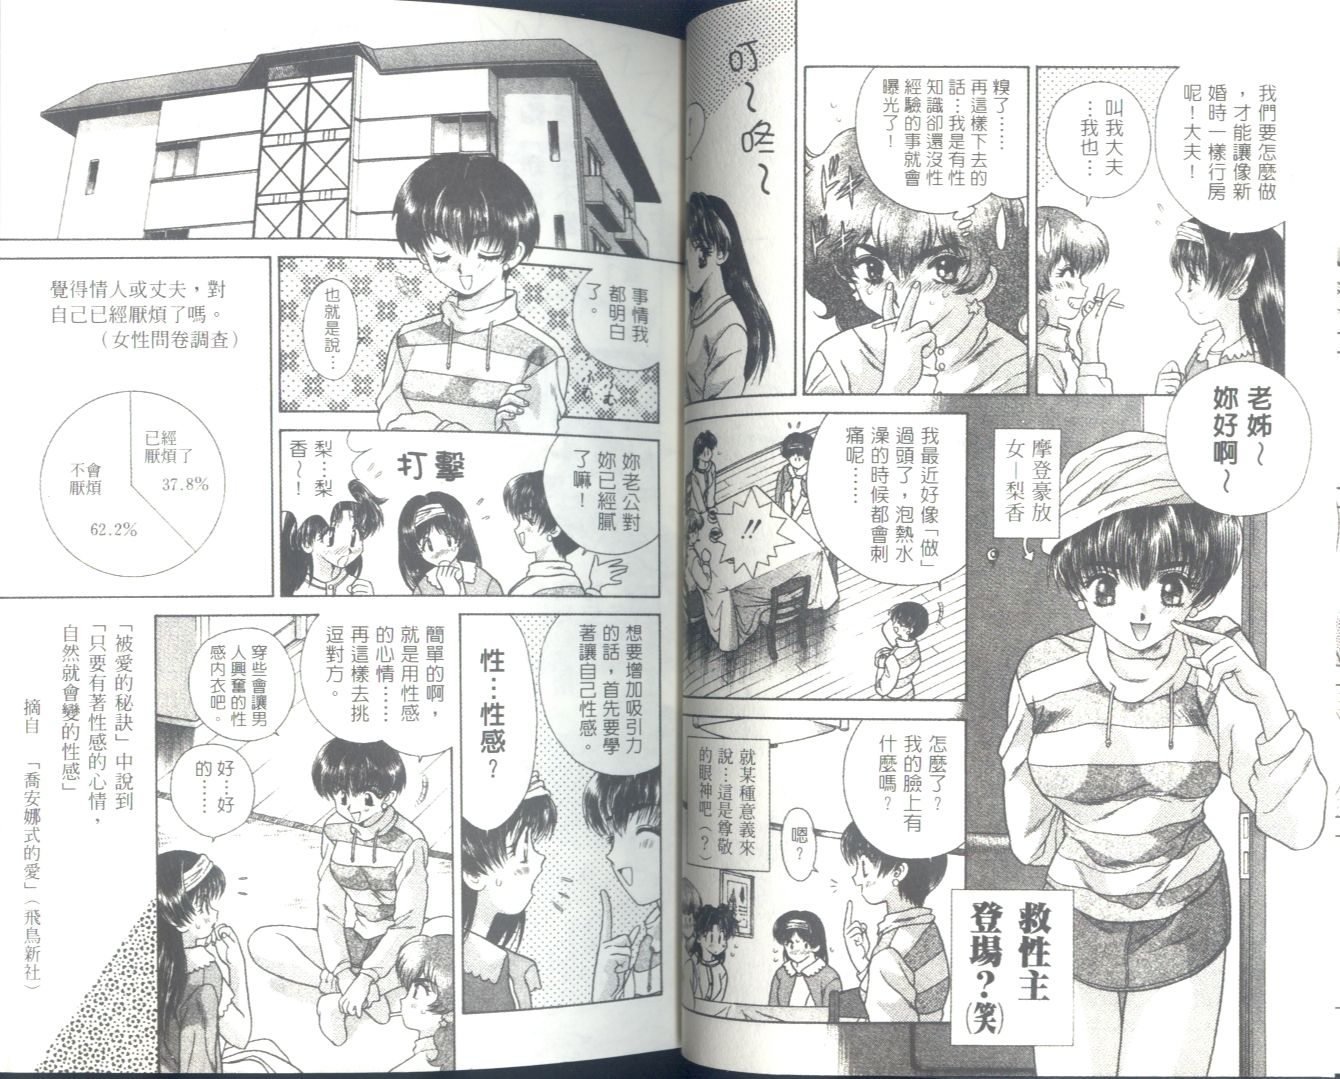 我們要怎麼做
，才能讓像新
婚時一樣行房
呢！大夫！
叫我大夫
…我也…
糗了……
再這樣下去的
話…我是有性
知識卻還沒性
經驗的事就會
曝光了！
叮～咚～
老姊～
妳好啊～
摩登豪放
女－梨香
救性主
登場？(笑)
我最近好像「做」
過頭了，泡熱水
澡的時候都會刺
痛呢……
!!
怎麼了？
我的臉上有
什麼嗎？
嗯？
就某種意義來
說…這是尊敬
的眼神吧（？）
事情我
都明白
了。
也就是說…
覺得情人或丈夫，對
自己已經厭煩了嗎。
（女性問卷調查）
已經
厭煩了
37.8%
不會
厭煩
62.2%
妳老公對
妳已經膩
了嘛！
打擊
梨…梨
香～！
想要增加吸引力
的話，首先要學
著讓自己性感。
性…性感？
簡單的啊，
就是用性感
的心情…
再這樣去挑
逗對方。
穿些會讓男
人興奮的性
感內衣吧。
好…好
的……
「被愛的秘訣」中說到
「只要有著性感的心情，
自然就會變的性感」
摘自　「喬安娜式的愛」（飛鳥新社）